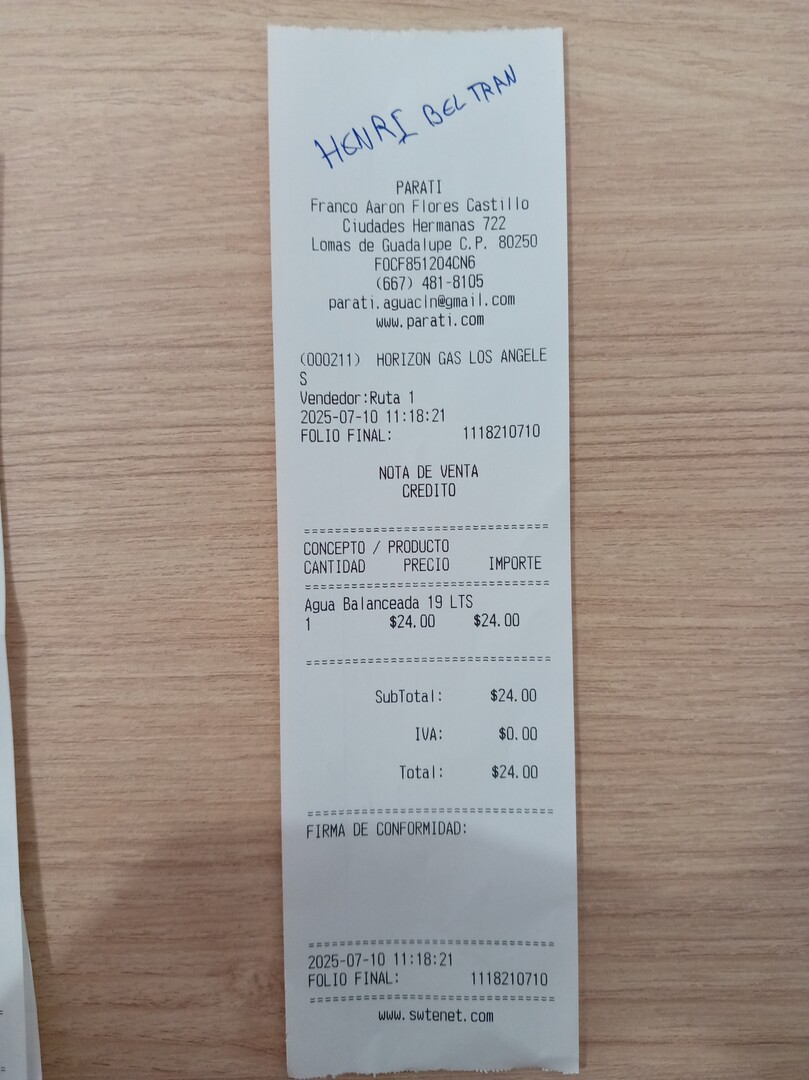 HENRI BELTRAN
PARATI
Franco Aaron Flores Castillo
Ciudades Hermanas 722
Lomas de Guadalupe C.P. 80250
FOCF851204CN6
(667) 481-8105
parati.aguacln@gmail.com
www.parati.com
(000211) HORIZON GAS LOS ANGELE
S
Vendedor:Ruta 1
2025-07-10 11:18:21
FOLIO FINAL: 1118210710
NOTA DE VENTA
CREDITO
===============================
CONCEPTO / PRODUCTO
CANTIDAD PRECIO IMPORTE
===============================
Agua Balanceada 19 LTS
1 $24.00 $24.00
===============================
SubTotal: $24.00
IVA: $0.00
Total: $24.00
===============================
FIRMA DE CONFORMIDAD:
===============================
2025-07-10 11:18:21
FOLIO FINAL: 1118210710
===============================
www.swtenet.com